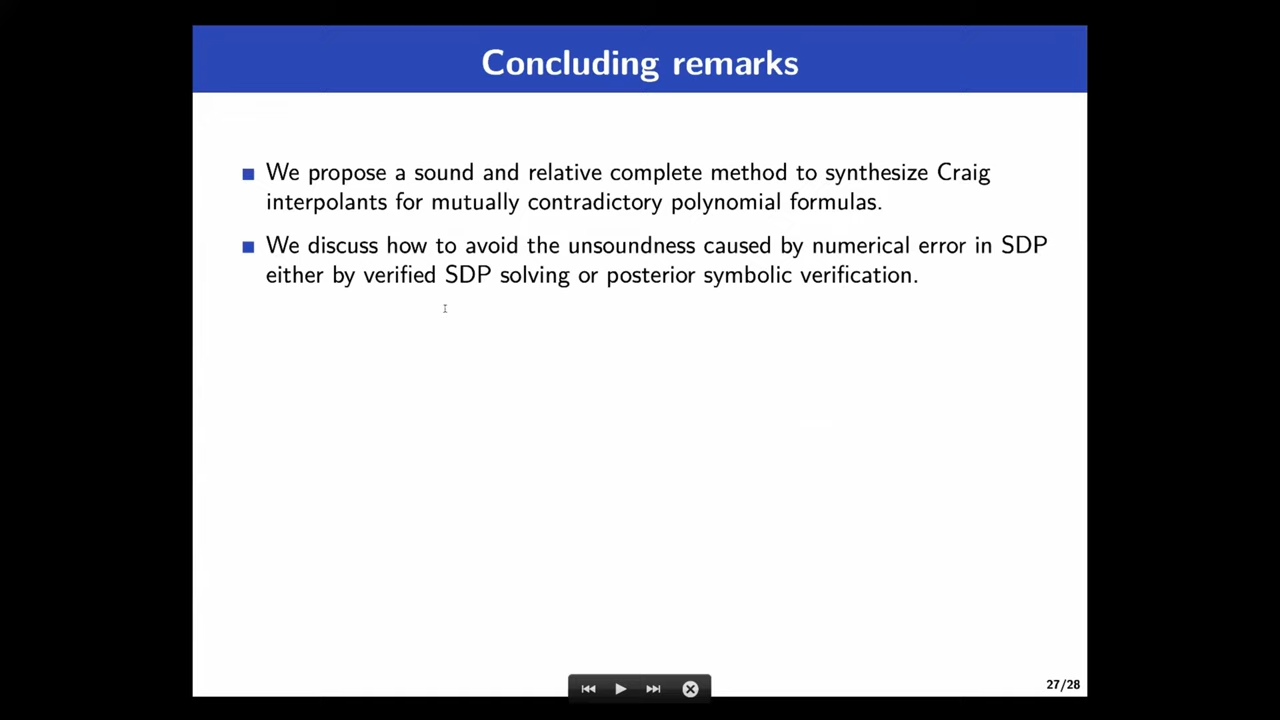 Concluding remarks
We propose a sound and relative complete method to synthesize Craig
interpolants for mutually contradictory polynomial formulas.
We discuss how to avoid the unsoundness caused by numerical error in SDP
either by verified SDP solving or posterior symbolic verification.
27/28